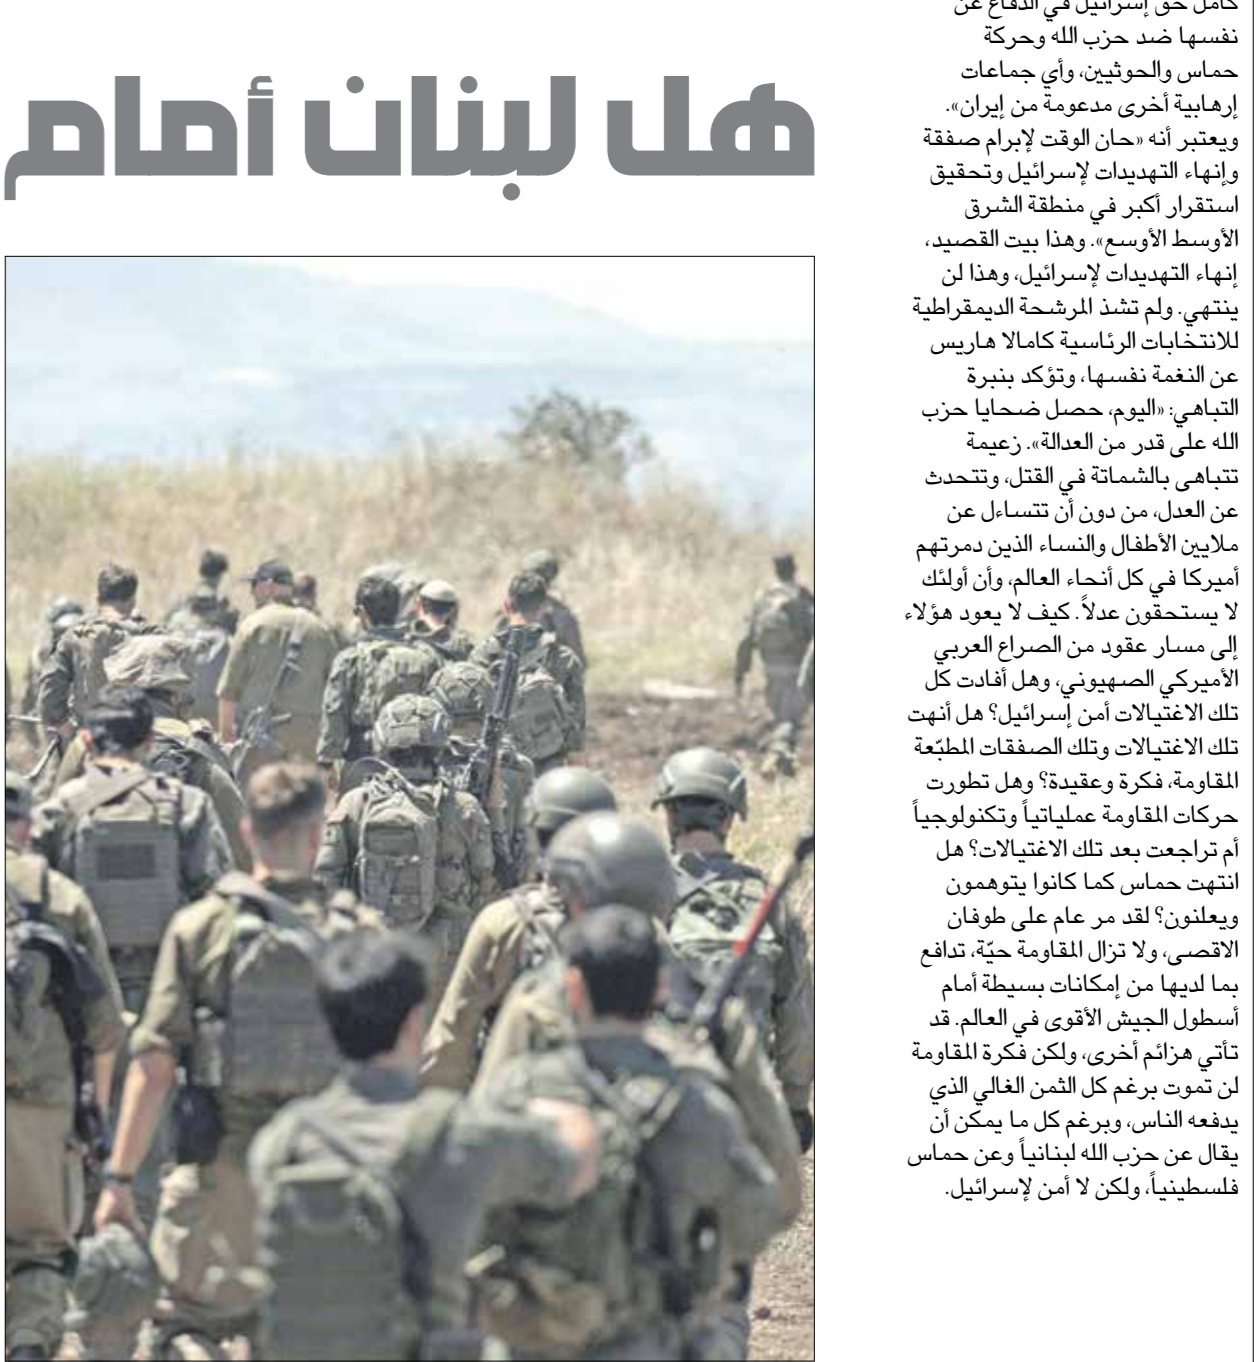 كامل حق إسرائيل في الدفاع عن
نفسها ضد حزب الله وحركة
حماس والحوثيين، وأي جماعات
إرهابية أخرى مدعومة من إيران».
ويعتبر أنه «حان الوقت لإبرام صفقة
وإنهاء التهديدات لإسرائيل وتحقيق
استقرار أكبر في منطقة الشرق
الأوسط الأوسع». وهذا بيت القصيد،
إنهاء التهديدات لإسرائيل، وهذا لن
ينتهي. ولم تشذ المرشحة الديمقراطية
للانتخابات الرئاسية كامالا هاريس
عن النغمة نفسها، وتؤكد بنبرة
التباهي: «اليوم، حصل ضحايا حزب
الله على قدر من العدالة». زعيمة
تتباهى بالشماتة في القتل، وتتحدث
عن العدل، من دون أن تتساءل عن
ملايين الأطفال والنساء الذين دمرتهم
أميركا في كل أنحاء العالم، وأن أولئك
لا يستحقون عدلاً. كيف لا يعود هؤلاء
إلى مسار عقود من الصراع العربي
الأميركي الصهيوني، وهل أفادت كل
تلك الاغتيالات أمن إسرائيل؟ هل أنهت
تلك الاغتيالات وتلك الصفقات المطبّعة
المقاومة، فكرة وعقيدة؟ وهل تطورت
حركات المقاومة عملياتياً وتكنولوجياً
أم تراجعت بعد تلك الاغتيالات؟ هل
انتهت حماس كما كانوا يتوهمون
ويعلنون؟ لقد مر عام على طوفان
الاقصى، ولا تزال المقاومة حيّة، تدافع
بما لديها من إمكانات بسيطة أمام
أسطول الجيش الأقوى في العالم. قد
تأتي هزائم أخرى، ولكن فكرة المقاومة
لن تموت برغم كل الثمن الغالي الذي
يدفعه الناس، وبرغم كل ما يمكن أن
يقال عن حزب الله لبنانياً وعن حماس
فلسطينياً، ولكن لا أمن لإسرائيل.
هل لبنان أمام